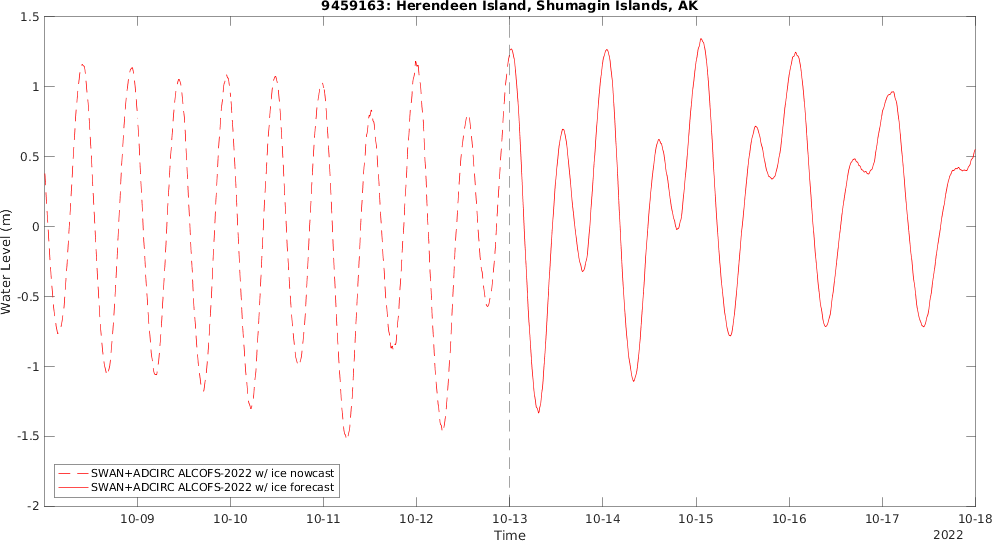 9459163: Herendeen Island, Shumagin Islands, AK
1.5
1
0.5
0
-0.5
-1
-1.5
-2
Water Level (m)
SWAN+ADCIRC ALCOFS-2022 w/ ice nowcast
SWAN+ADCIRC ALCOFS-2022 w/ ice forecast
10-09 10-10 10-11 10-12 10-13 10-14 10-15 10-16 10-17 10-18
Time
2022